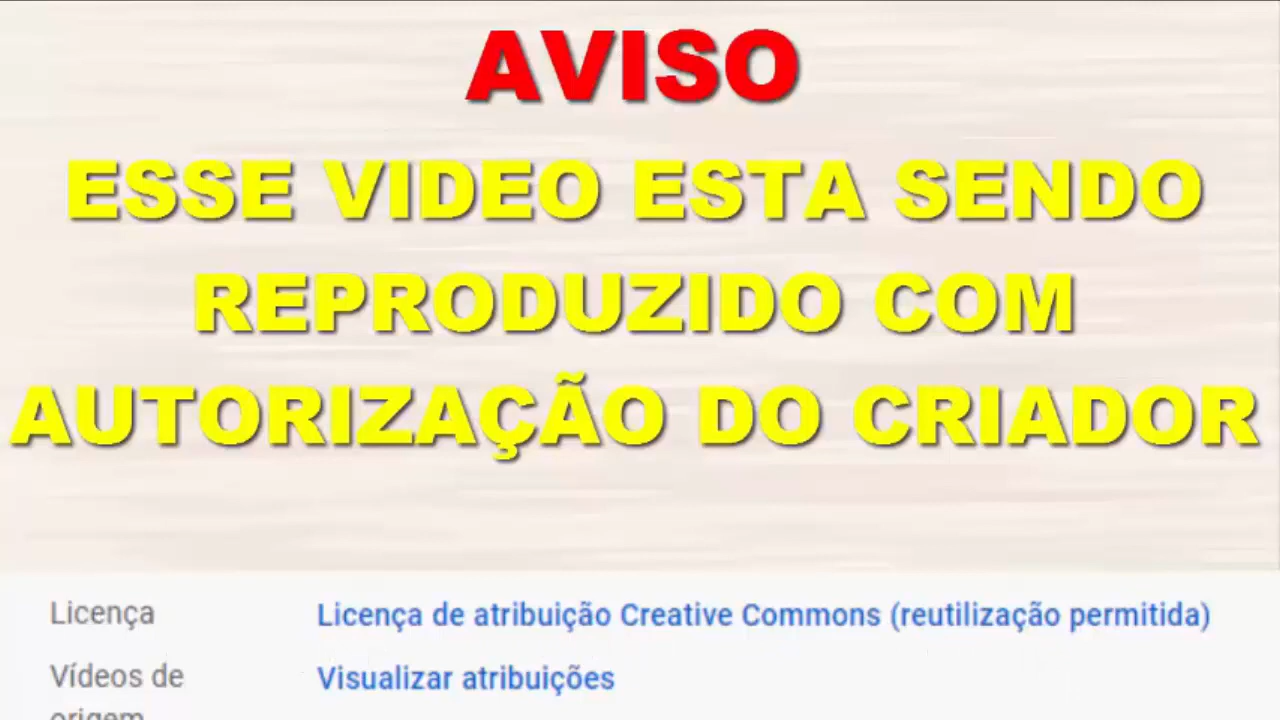 AVISO
ESSE VIDEO ESTA SENDO
REPRODUZIDO COM
AUTORIZAÇÃO DO CRIADOR
Licença Licença de atribuição Creative Commons (reutilização permitida)
Vídeos de Visualizar atribuições
origem